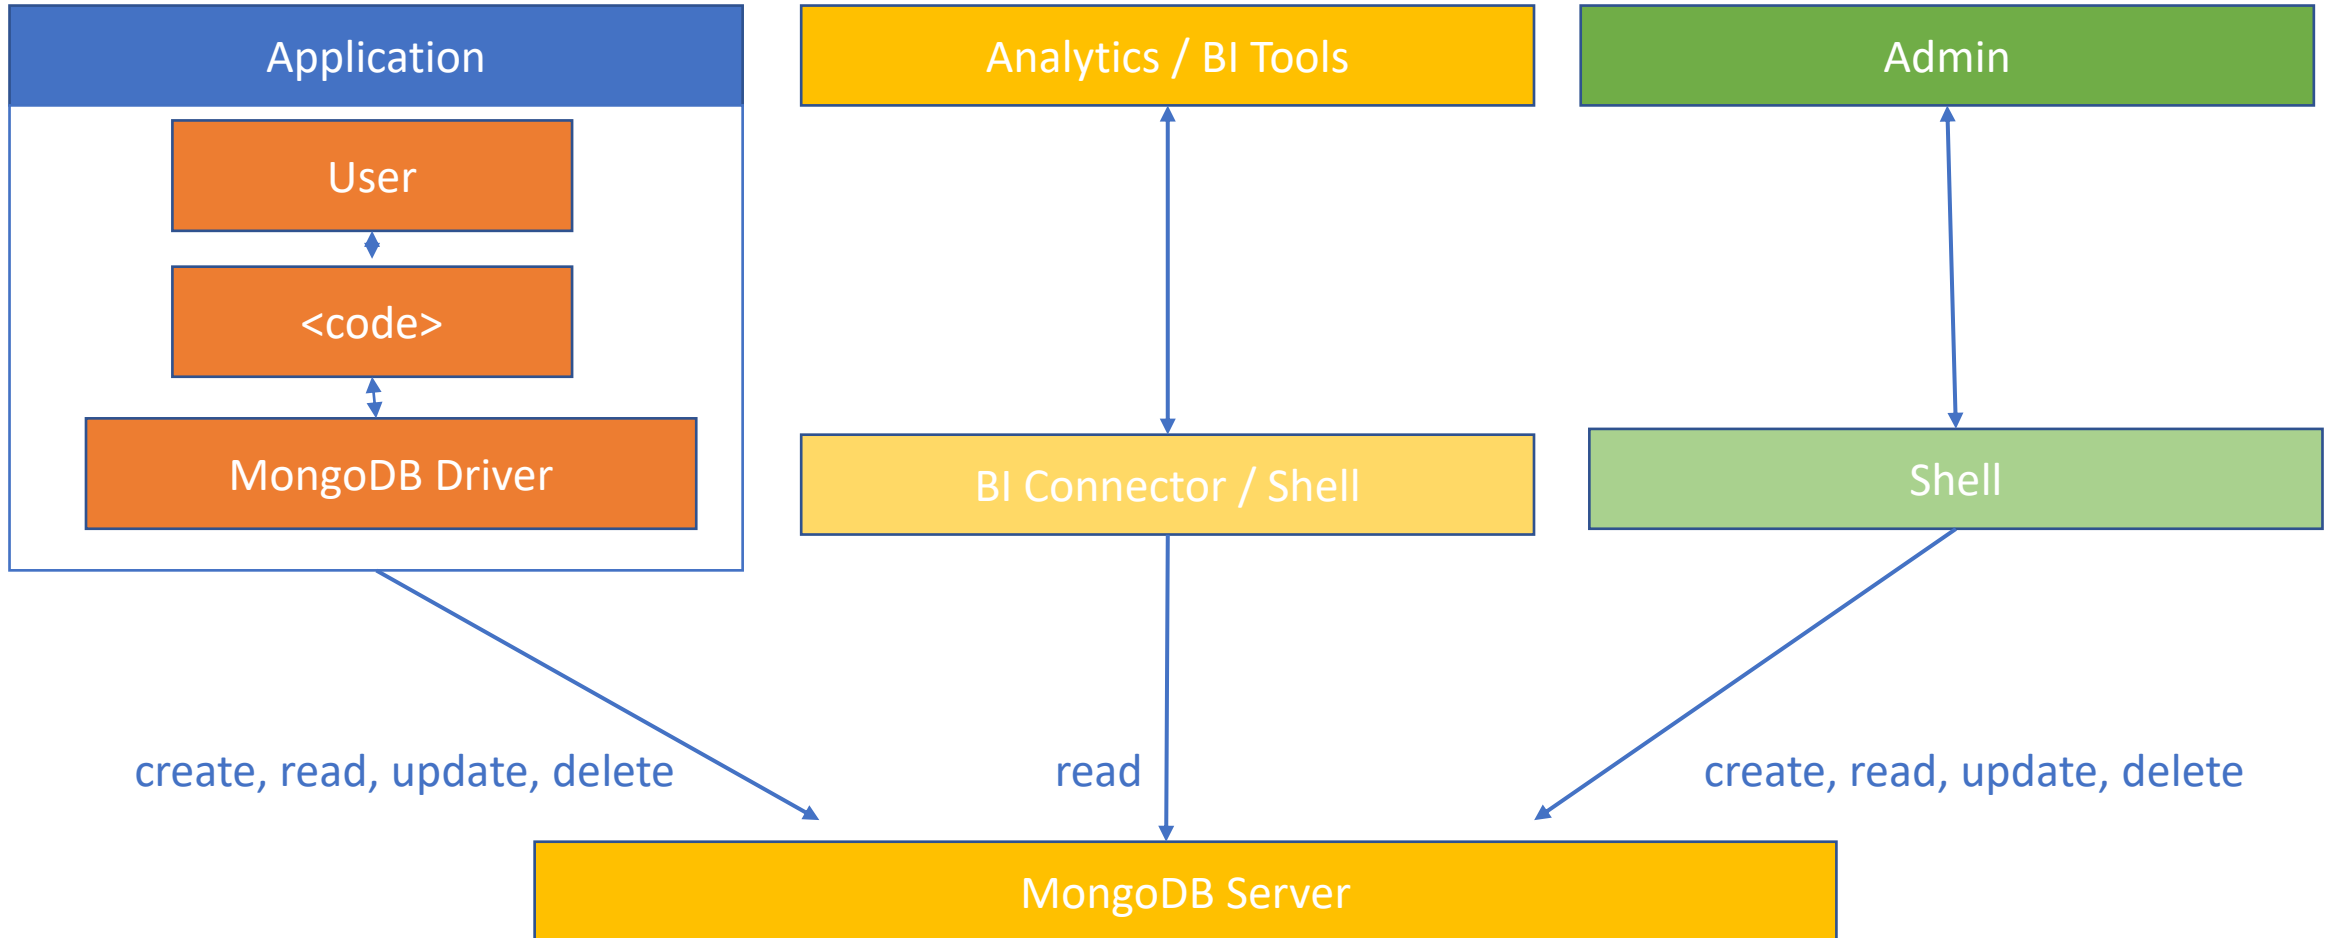 Application
Analytics / BI Tools
Admin
User
<code>
MongoDB Driver
BI Connector / Shell
Shell
create, read, update, delete
read
create, read, update, delete
MongoDB Server